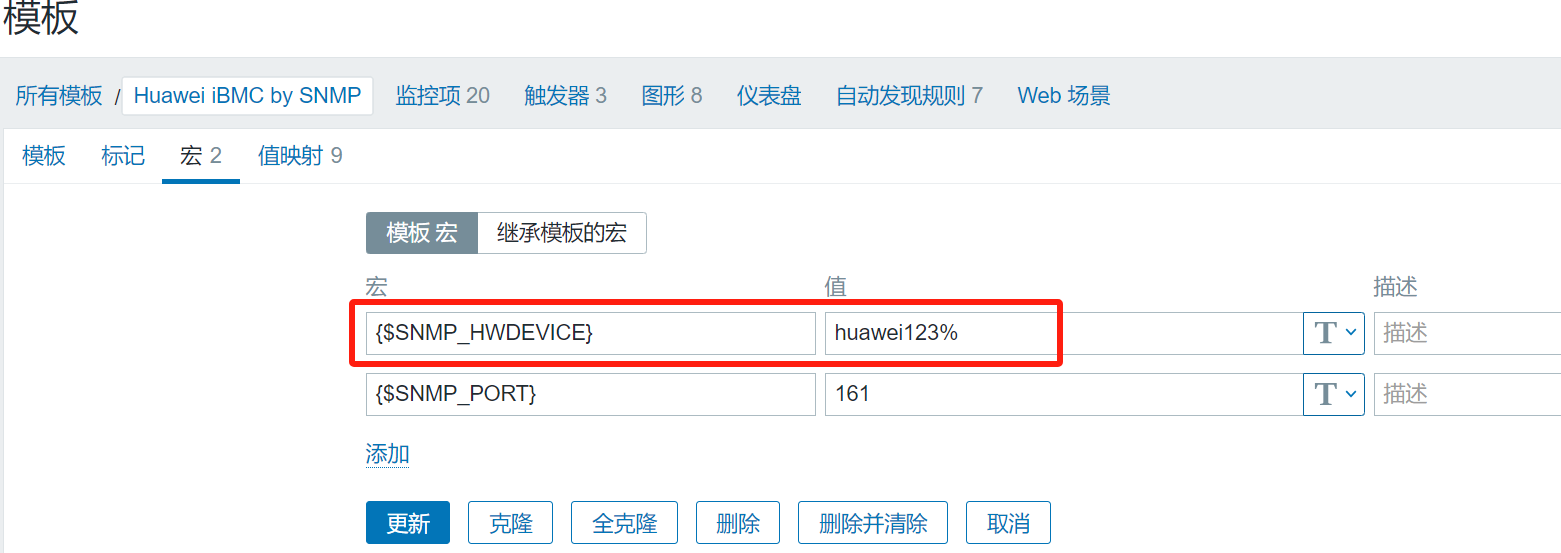 模板
所有模板 / Huawei iBMC by SNMP 监控项 20 触发器 3 图形 8 仪表盘 自动发现规则 7 Web 场景
模板 标记 宏 2 值映射 9
模板 宏 继承模板的宏
宏 值 描述
{$SNMP_HWDEVICE} huawei123% T 描述
{$SNMP_PORT} 161 T 描述
添加
更新 克隆 全克隆 删除 删除并清除 取消